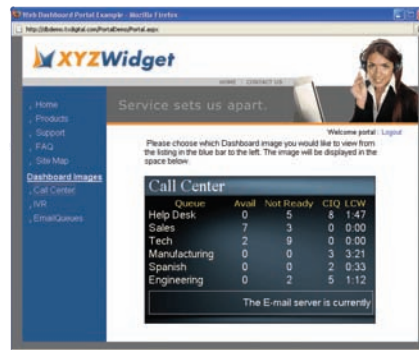 Web Dashboard Portal Example - Mozilla Firefox
XYZWidget
HOME | CONTACT US
Service sets us apart.
Welcome portal : Logout
Home
Products
Support
FAQ
Site Map
Dashboard Images
Call Center
IVR
EmailQueues
Please choose which Dashboard image you would like to view from
the listing in the blue bar to the left. The image will be displayed in the
space below.
Call Center
Queue Avail Not Ready CIQ LCW
Help Desk 0 5 8 1:47
Sales 7 3 0 0:00
Tech 2 9 0 0:00
Manufacturing 0 0 3 3:21
Spanish 0 0 2 0:33
Engineering 0 2 5 1:12
The E-mail server is currently